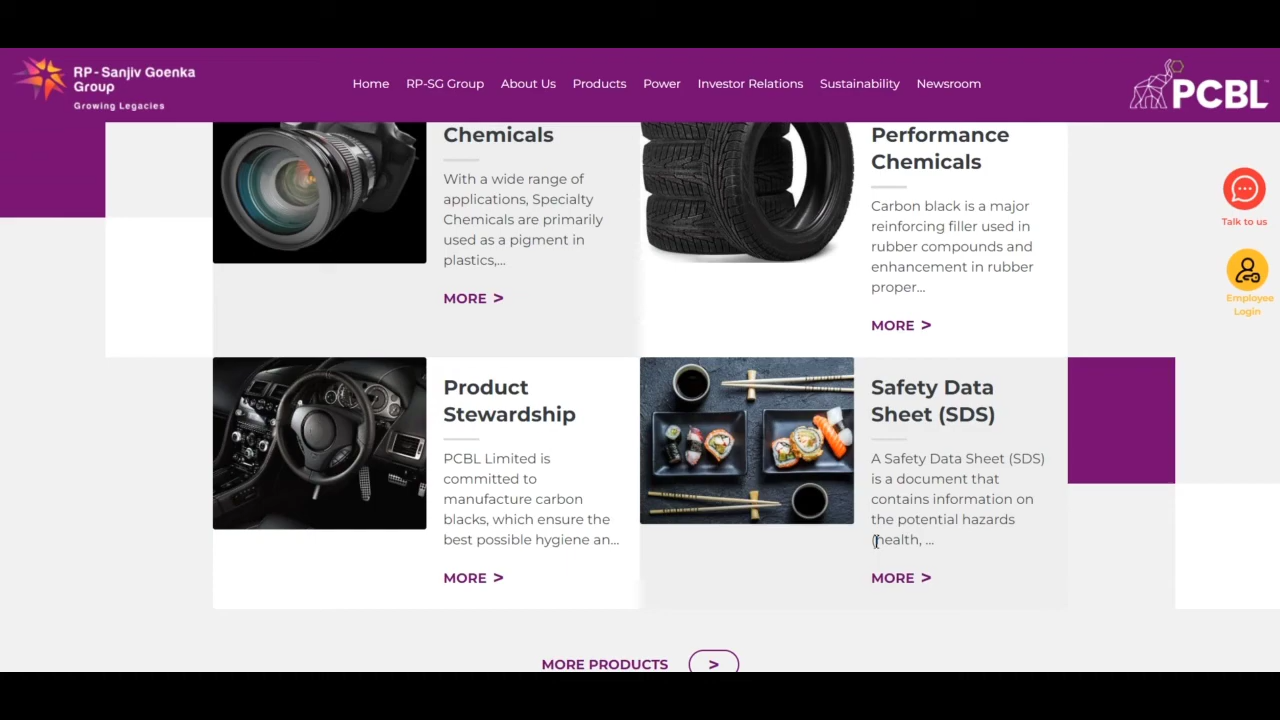 RP-Sanjiv Goenka
Group
Growing Legacies
Home
RP-SG Group
About Us
Products
Power
Investor Relations
Sustainability
Newsroom
PCBL
Chemicals
With a wide range of
applications, Specialty
Chemicals are primarily
used as a pigment in
plastics,...
MORE >
Performance
Chemicals
Carbon black is a major
reinforcing filler used in
rubber compounds and
enhancement in rubber
proper...
MORE >
Talk to us
Employee
Login
Product
Stewardship
PCBL Limited is
committed to
manufacture carbon
blacks, which ensure the
best possible hygiene an...
MORE >
Safety Data
Sheet (SDS)
A Safety Data Sheet (SDS)
is a document that
contains information on
the potential hazards
(health, ...
MORE >
MORE PRODUCTS >